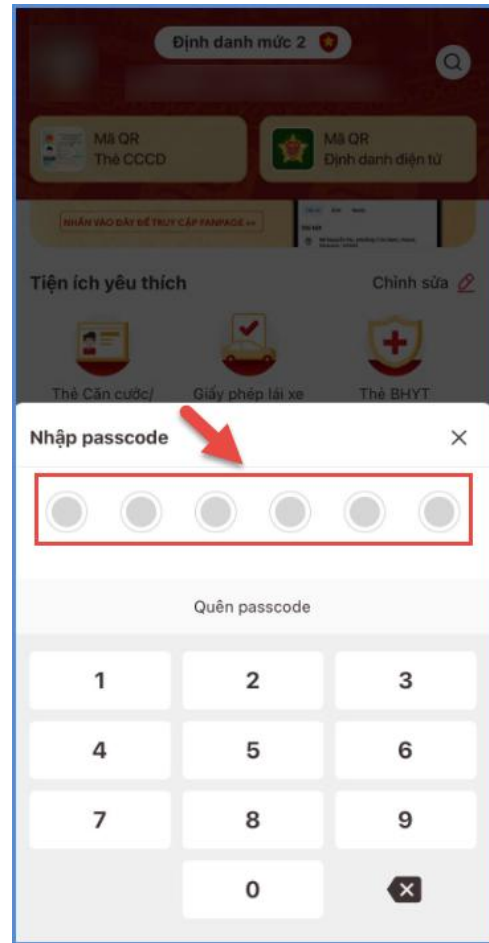 Định danh mức 2
Mã QR
Thẻ CCCD
Mã QR
Định danh điện tử
NHẤN VÀO ĐÂY ĐỂ TRUY CẬP FANPAGE >>
Tiện ích yêu thích
Chỉnh sửa
Thẻ Căn cước/
Giấy phép lái xe
Thẻ BHYT
Nhập passcode
Quên passcode
1 2 3
4 5 6
7 8 9
0